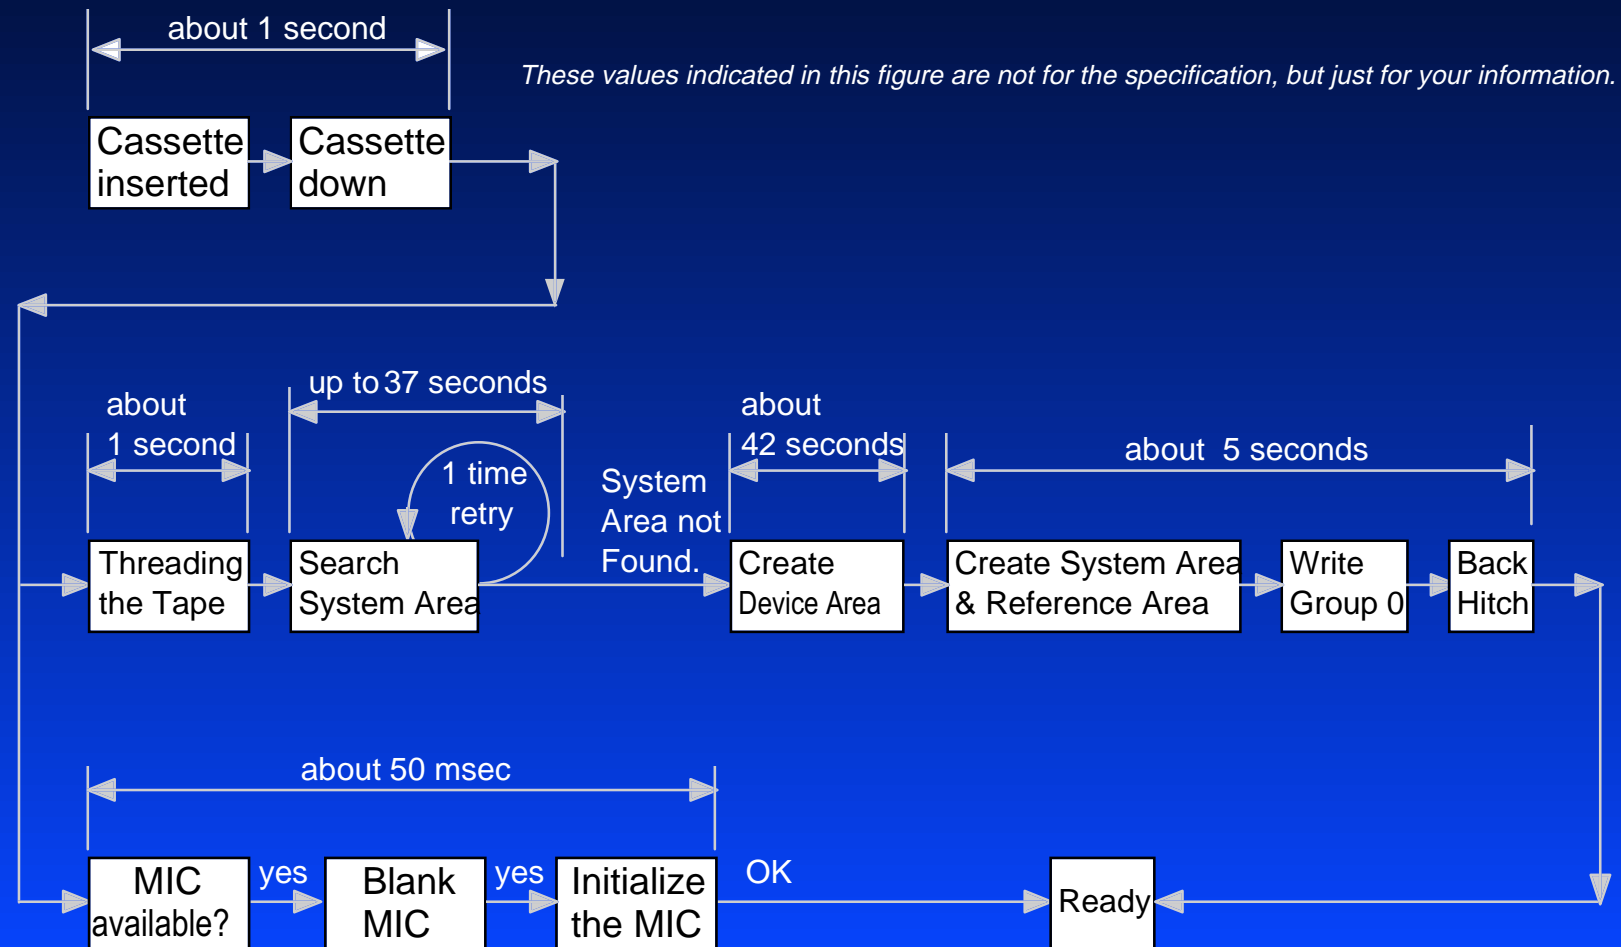 about 1 second
These values indicated in this figure are not for the specification, but just for your information.
Cassette
inserted
Cassette
down
about
1 second
up to 37 seconds
1 time
retry
System
Area not
Found.
about
42 seconds
about 5 seconds
Threading
the Tape
Search
System Area
Create
Device Area
Create System Area
& Reference Area
Write
Group 0
Back
Hitch
about 50 msec
MIC
available?
yes
Blank
MIC
yes
Initialize
the MIC
OK
Ready